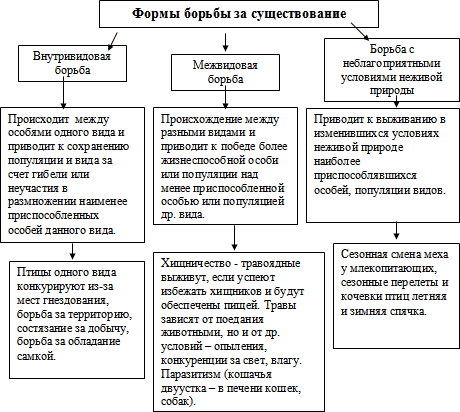 Формы борьбы за существование
Внутривидовая
борьба
Межвидовая
борьба
Борьба с
неблагоприятными
условиями неживой
природы
Происходит между
особями одного вида и
приводит к сохранению
популяции и вида за
счет гибели или
неучастия в
размножении наименее
приспособленных
особей данного вида.
Происхождение между
разными видами и
приводит к победе более
жизнеспособной особи
или популяции над
менее приспособленной
особью или популяцией
др. вида.
Приводит к выживанию в
изменившихся условиях
неживой природе
наиболее
приспособлявшихся
особей, популяции видов.
Птицы одного вида
конкурируют из-за
мест гнездования,
борьба за территорию,
состязание за добычу,
борьба за обладание
самкой.
Хищничество - травоядные
выживут, если успеют
избежать хищников и будут
обеспечены пищей. Травы
зависят от поедания
животными, но и от др.
условий – опыления,
конкуренции за свет, влагу.
Паразитизм (кошачья
двуустка – в печени кошек,
собак).
Сезонная смена меха
у млекопитающих,
сезонные перелеты и
кочевки птиц летняя
и зимняя спячка.